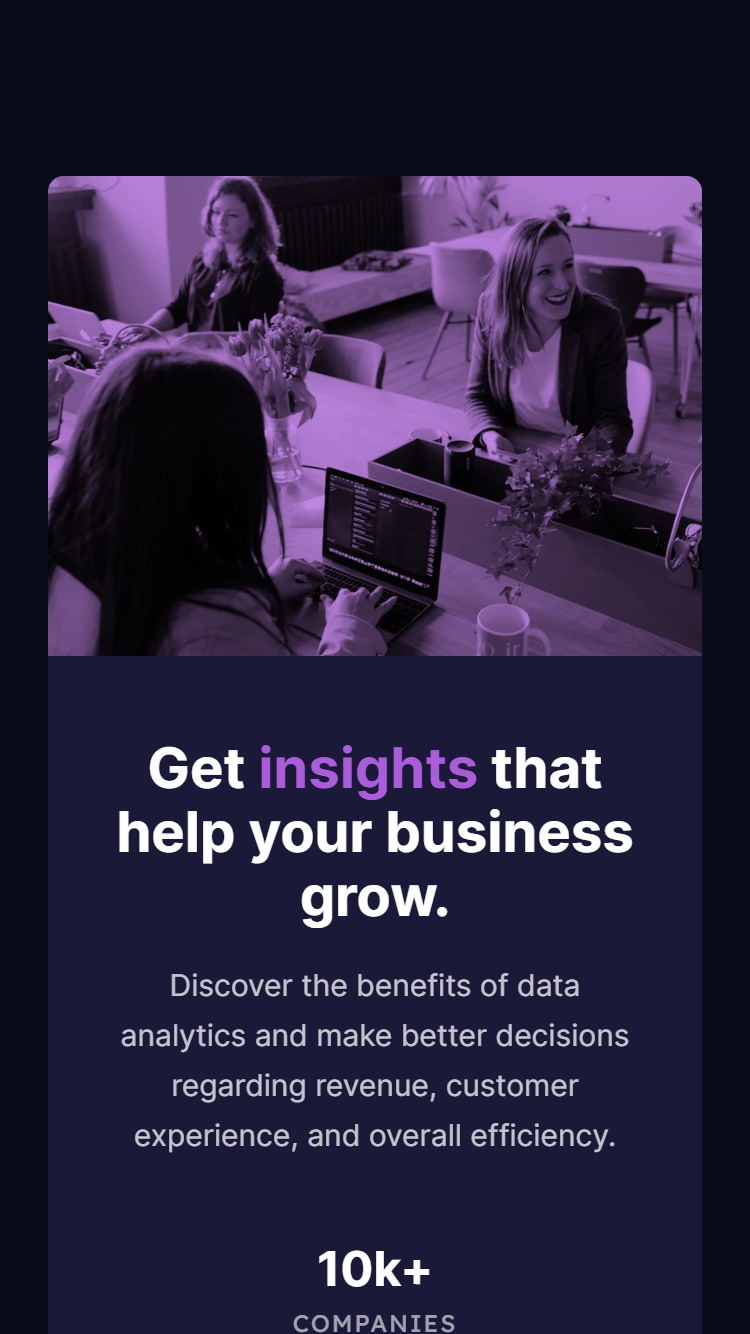 Get insights that
help your business
grow.
Discover the benefits of data
analytics and make better decisions
regarding revenue, customer
experience, and overall efficiency.
10k+
COMPANIES